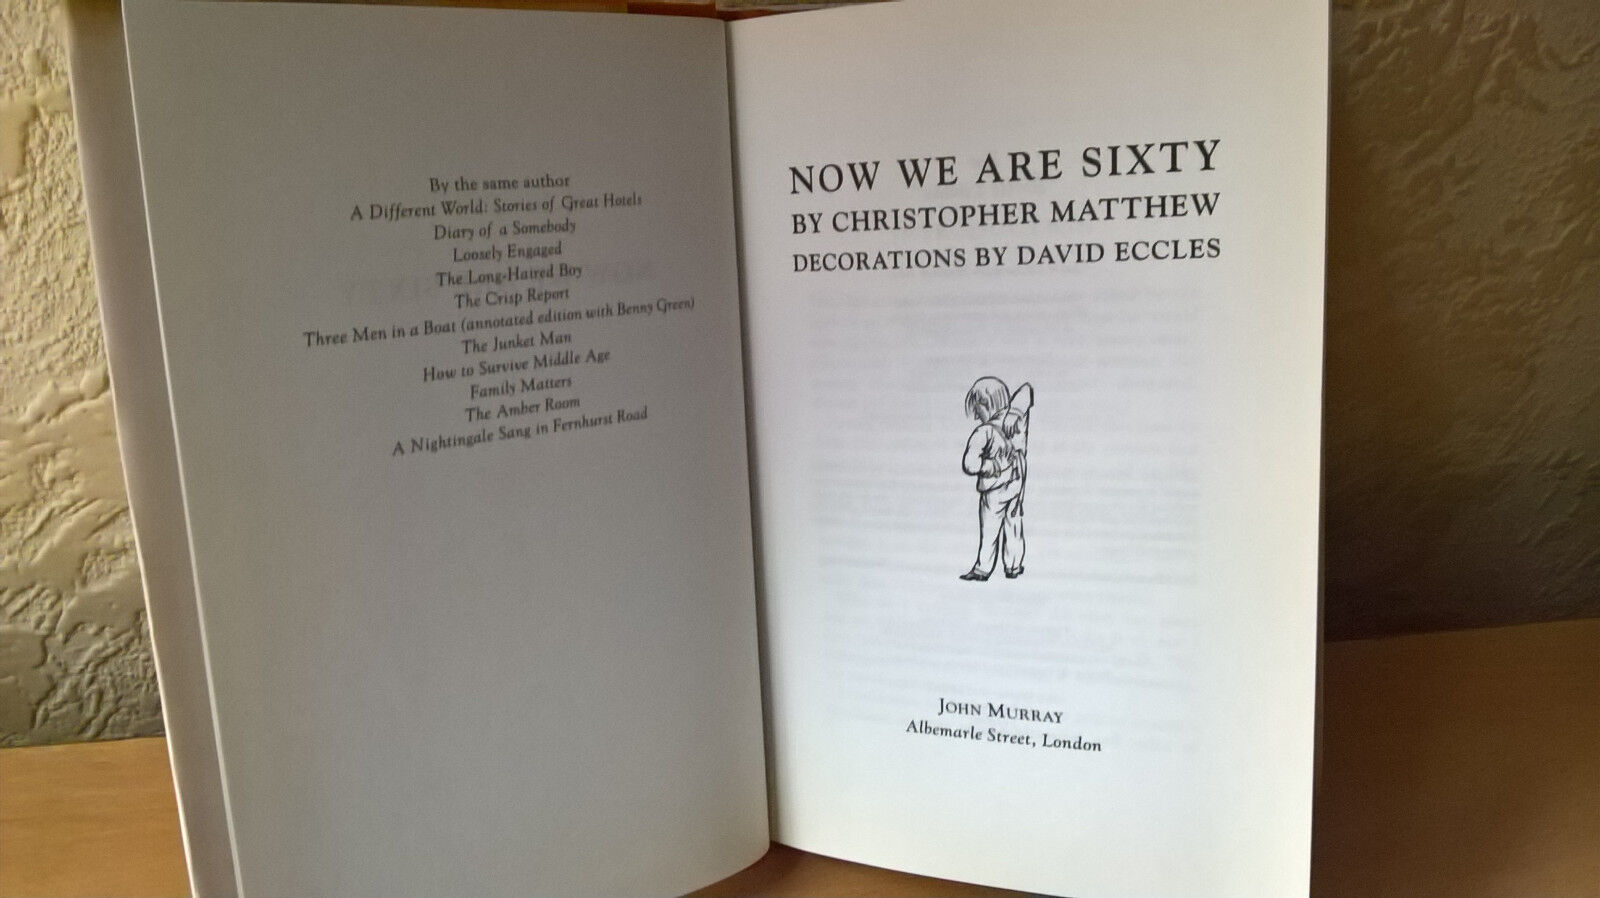 By the same author
A Different World: Stories of Great Hotels
Diary of a Somebody
Loosely Engaged
The Long-Haired Boy
The Crisp Report
Three Men in a Boat (annotated edition with Benny Green)
The Junket Man
How to Survive Middle Age
Family Matters
The Amber Room
A Nightingale Sang in Fernhurst Road
NOW WE ARE SIXTY
BY CHRISTOPHER MATTHEW
DECORATIONS BY DAVID ECCLES
JOHN MURRAY
Albemarle Street, London